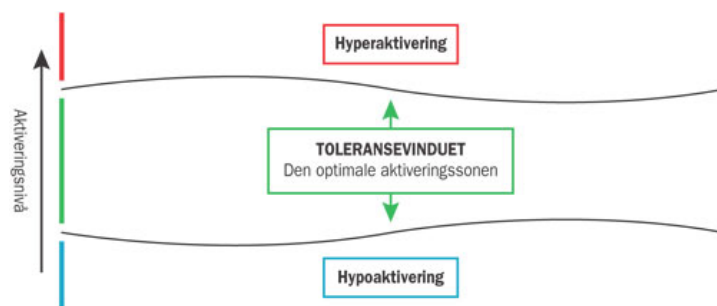 Hyperaktivering
Aktiveringsnivå
TOLERANSEVINDUET
Den optimale aktiveringssonen
Hypoaktivering